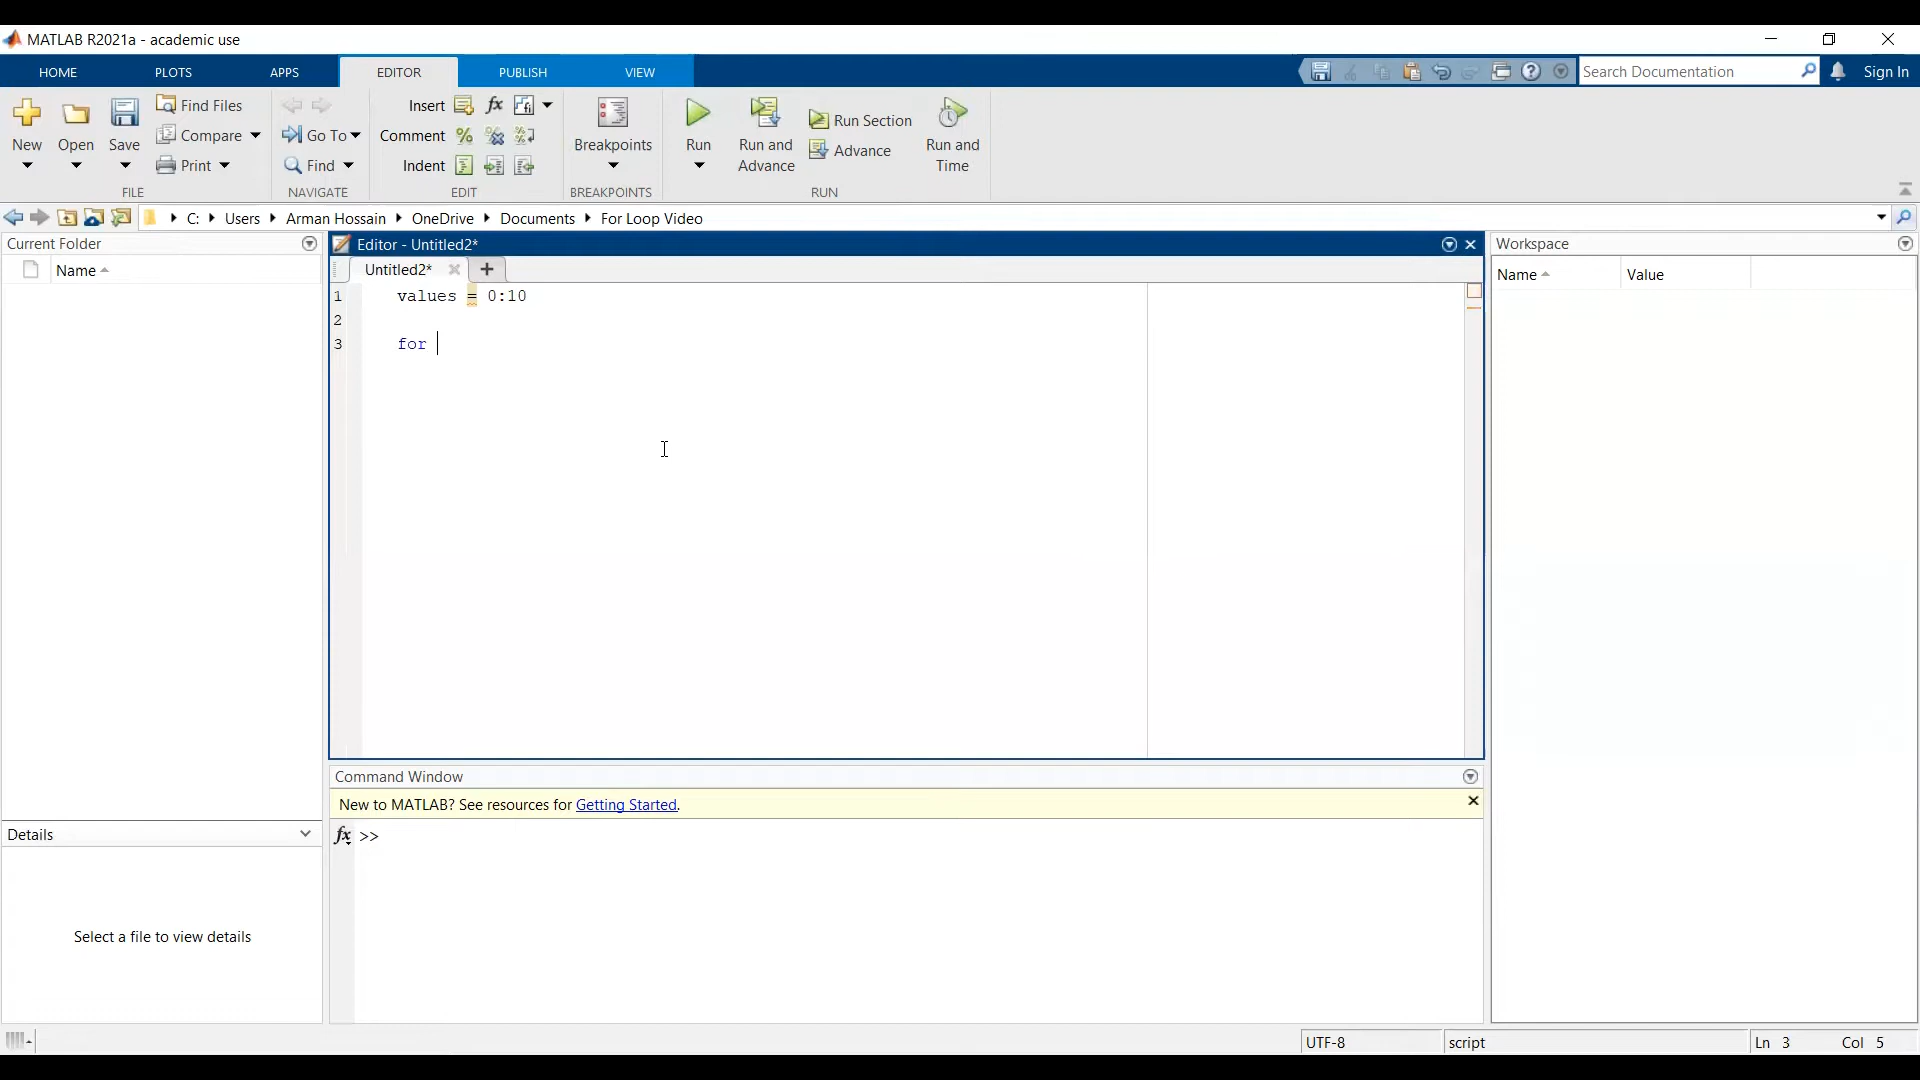 MATLAB R2021a - academic use
HOME PLOTS APPS EDITOR PUBLISH VIEW Search Documentation Sign In
New Open Save Find Files Compare Print
FILE
Go To Find
NAVIGATE
Insert fx
Comment % %
Indent
EDIT
Breakpoints
BREAKPOINTS
Run Run and Advance Run Section Advance Run and Time
RUN
C: Users Arman Hossain OneDrive Documents For Loop Video
Current Folder
Name
Editor - Untitled2*
Untitled2* +
1 values = 0:10
2
3 for
Workspace
Name Value
Command Window
New to MATLAB? See resources for Getting Started.
fx >>
Details
Select a file to view details
UTF-8 script Ln 3 Col 5